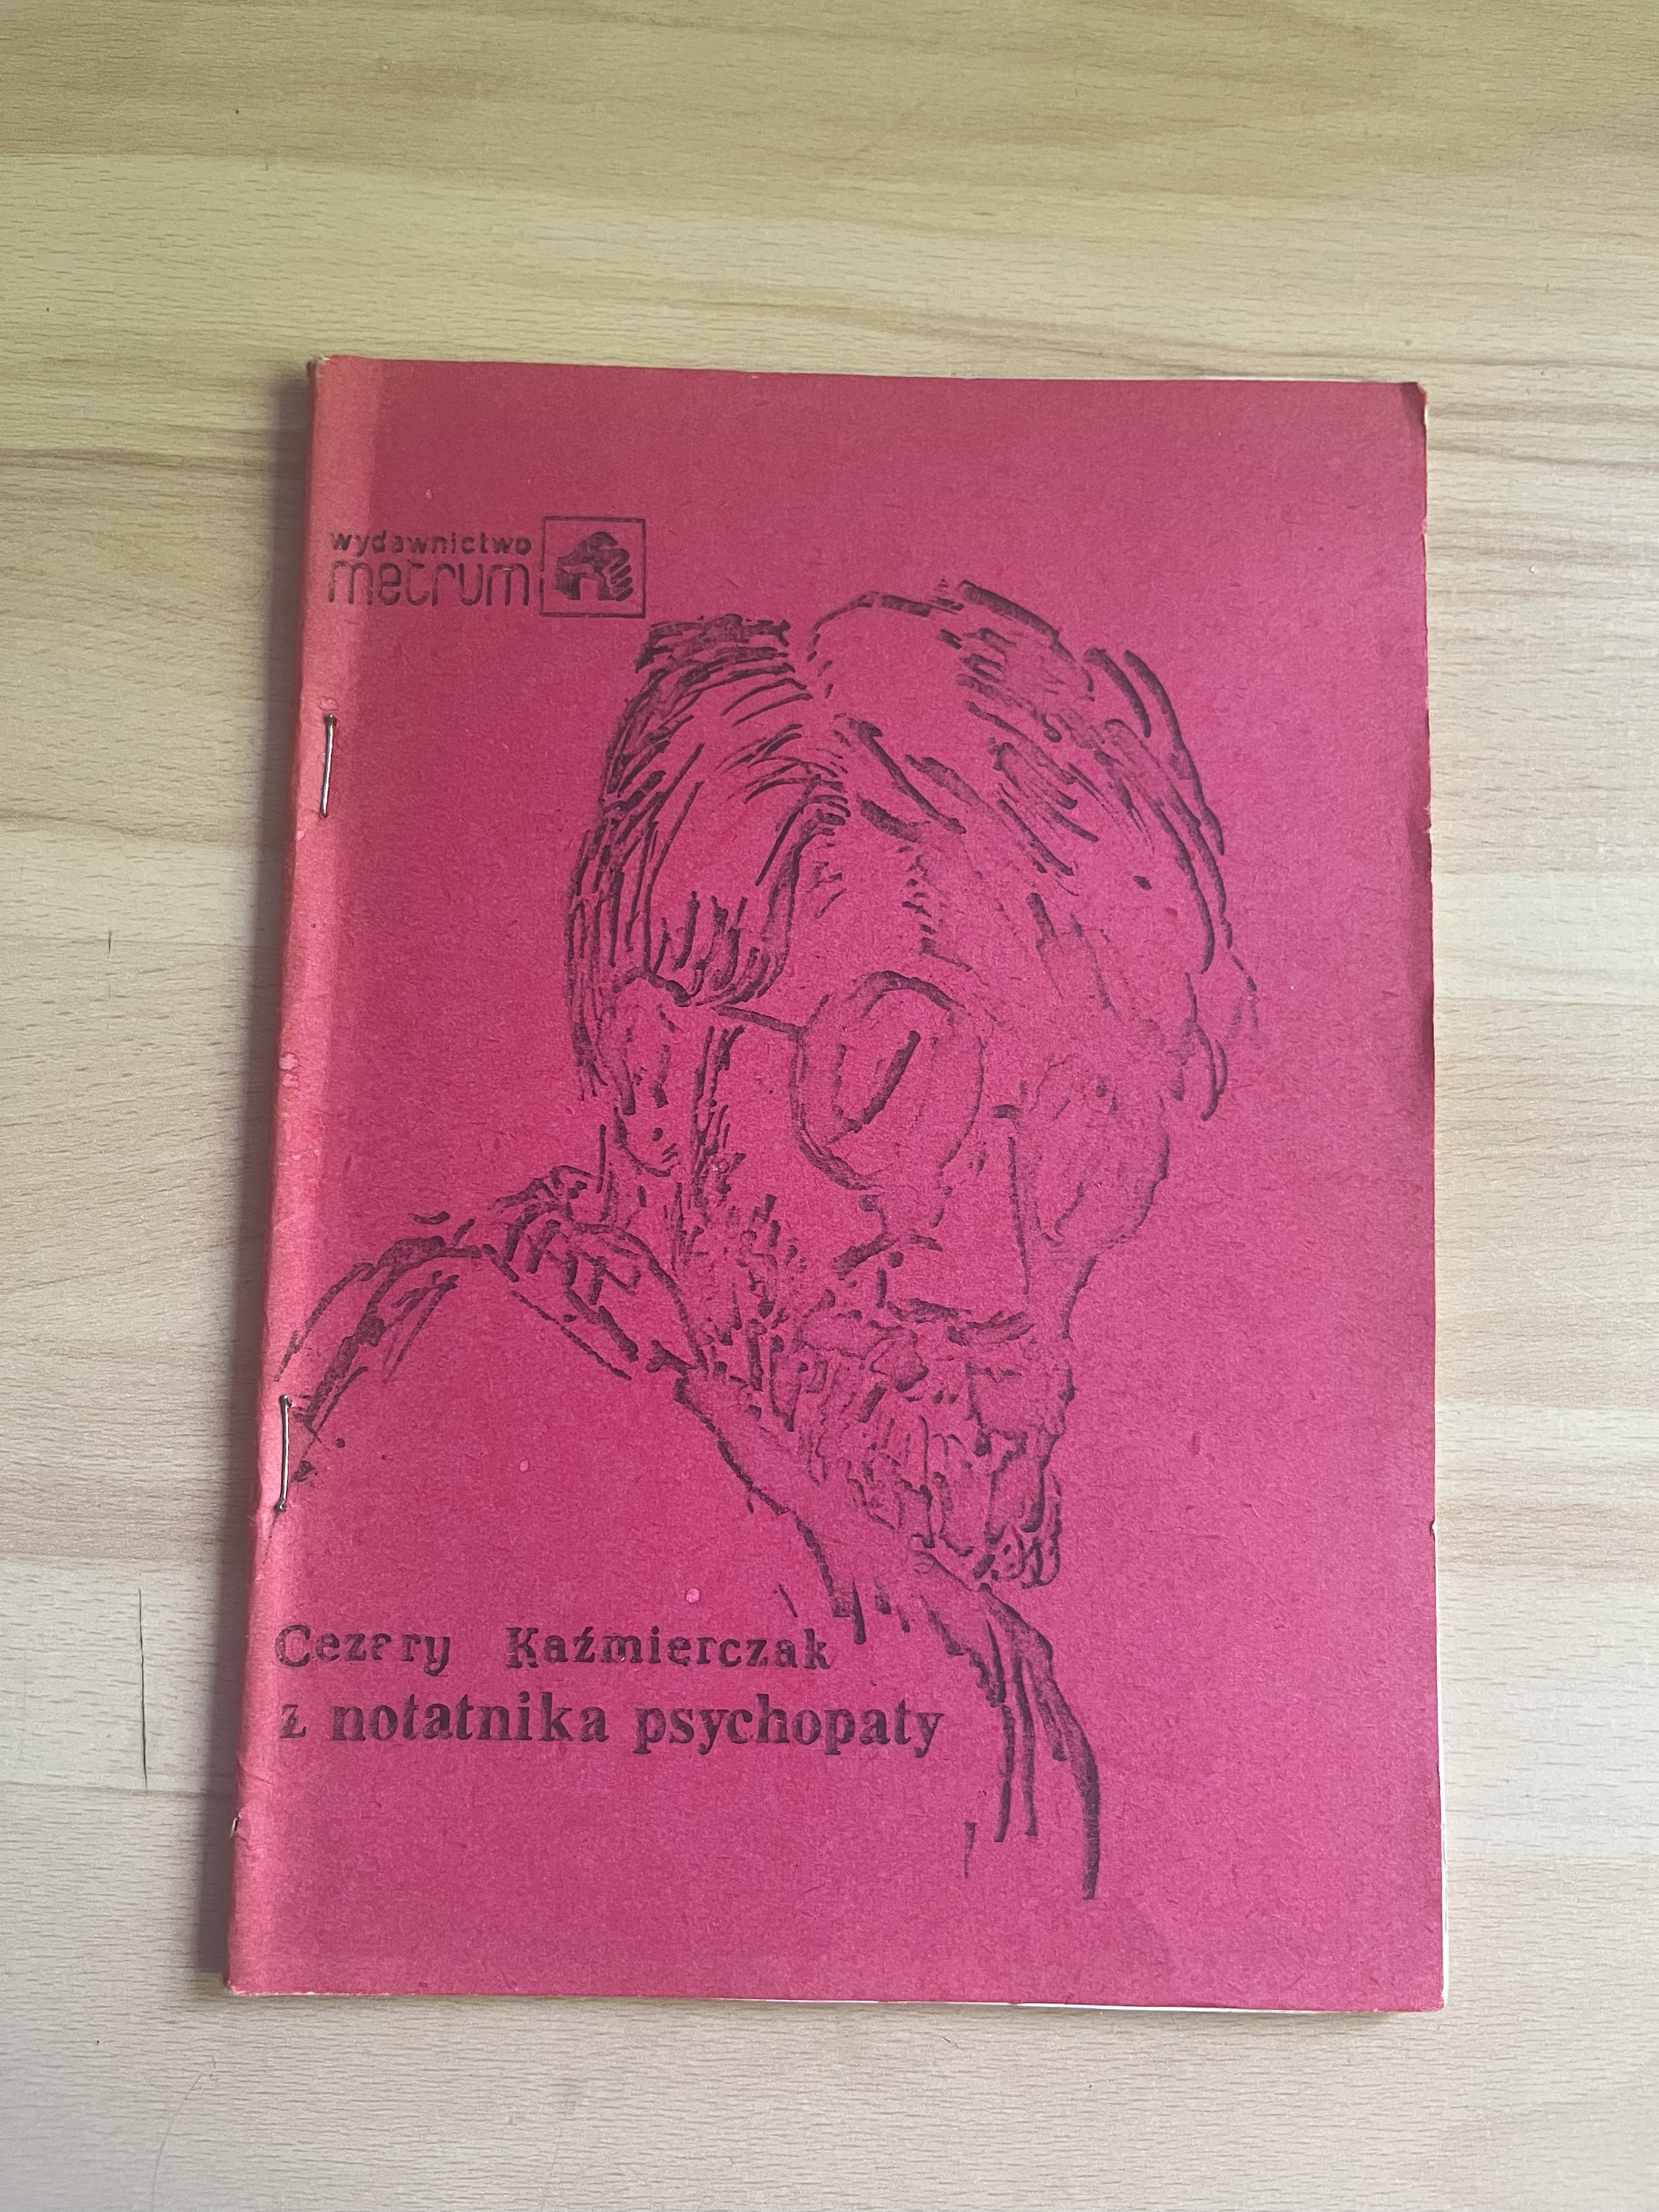 wydawnictwo
metrum
Cezary Kaźmierczak
z notatnika psychopaty